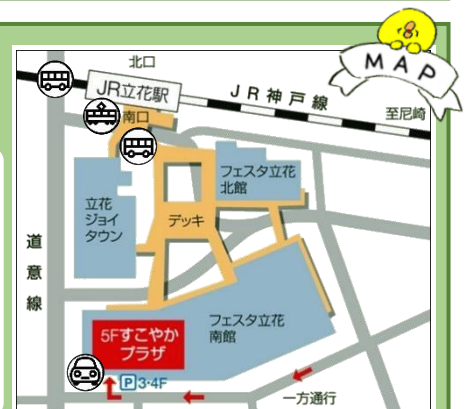 MAP
北口
JR立花駅
JR神戸線
至尼崎
南口
フェスタ立花
北館
立花
ジョイ
タウン
デッキ
道意線
フェスタ立花
南館
5Fすこやか
プラザ
P3・4F
一方通行